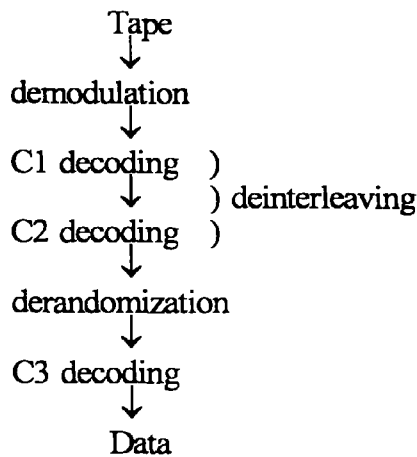 Tape
↓
demodulation
↓
C1 decoding )
↓ ) deinterleaving
C2 decoding )
↓
derandomization
↓
C3 decoding
↓
Data